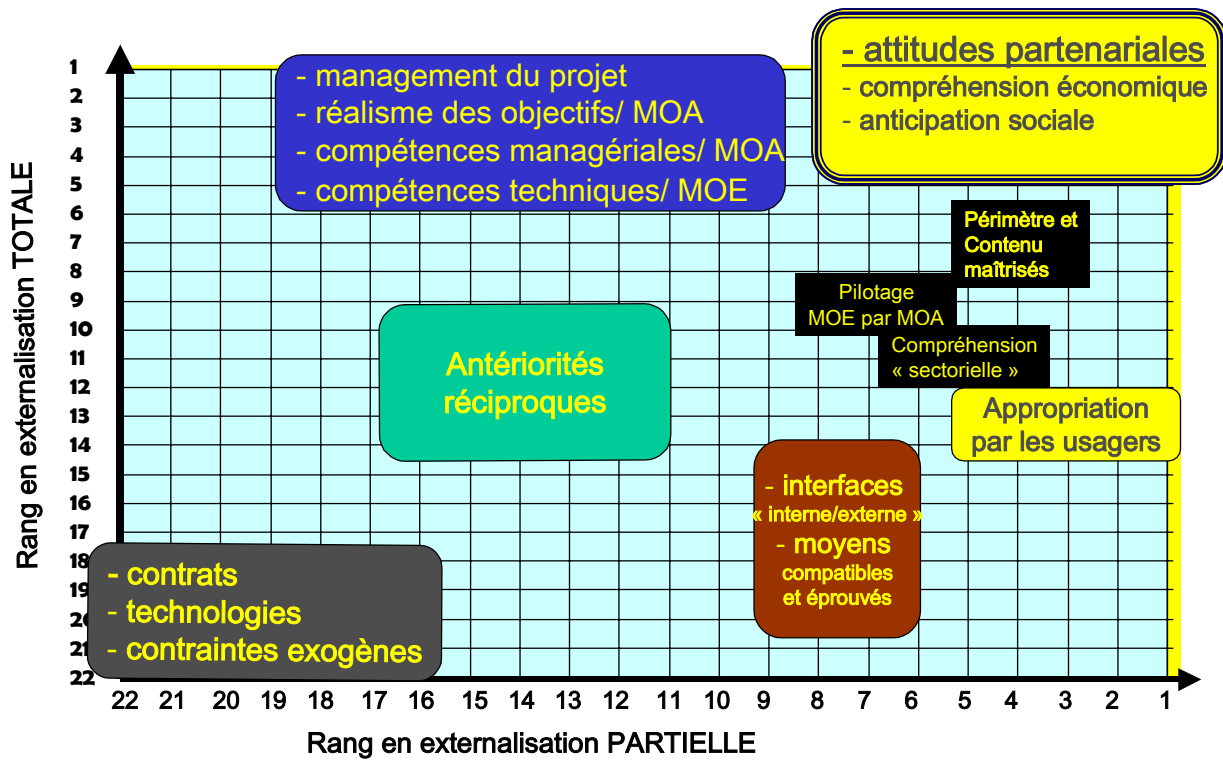 - attitudes partenariales
- compréhension économique
- anticipation sociale
- management du projet
- réalisme des objectifs/ MOA
- compétences managériales/ MOA
- compétences techniques/ MOE
Périmètre et
Contenu
maîtrisés
Pilotage
MOE par MOA
Compréhension
« sectorielle »
Antériorités
réciproques
Appropriation
par les usagers
- interfaces
« interne/externe »
- moyens
compatibles
et éprouvés
- contrats
- technologies
- contraintes exogènes
Rang en externalisation TOTALE
1
2
3
4
5
6
7
8
9
10
11
12
13
14
15
16
17
18
19
20
21
22
22 21 20 19 18 17 16 15 14 13 12 11 10 9 8 7 6 5 4 3 2 1
Rang en externalisation PARTIELLE